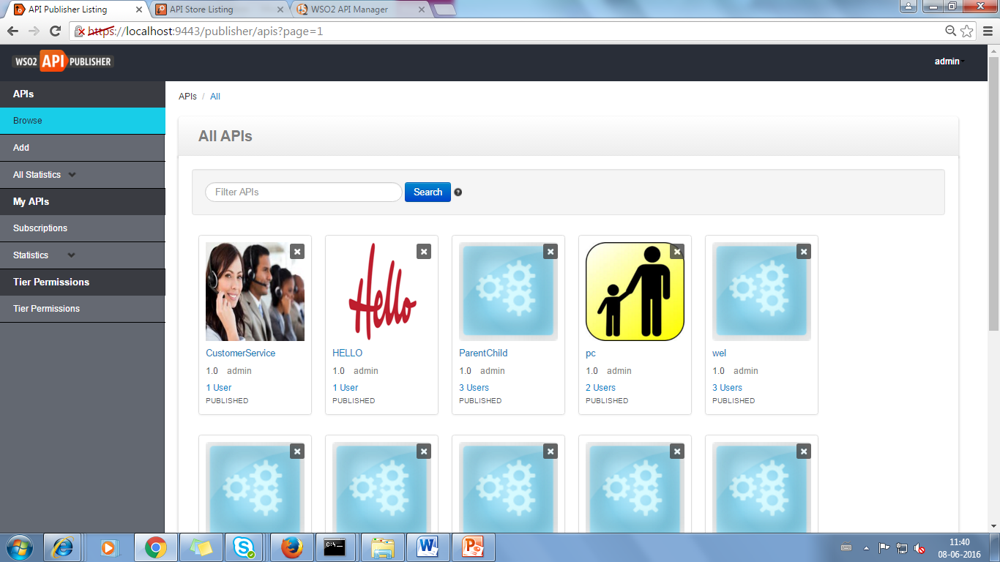 API Publisher Listing
API Store Listing
WSO2 API Manager
https://localhost:9443/publisher/apis?page=1
WSO2 API PUBLISHER
admin
APIs
Browse
Add
All Statistics
My APIs
Subscriptions
Statistics
Tier Permissions
Tier Permissions
APIs / All
All APIs
Filter APIs
Search
?
Hello
CustomerService
1.0 admin
1 User
PUBLISHED
HELLO
1.0 admin
1 User
PUBLISHED
ParentChild
1.0 admin
3 Users
PUBLISHED
pc
1.0 admin
2 Users
PUBLISHED
wel
1.0 admin
3 Users
PUBLISHED
11:40
08-06-2016